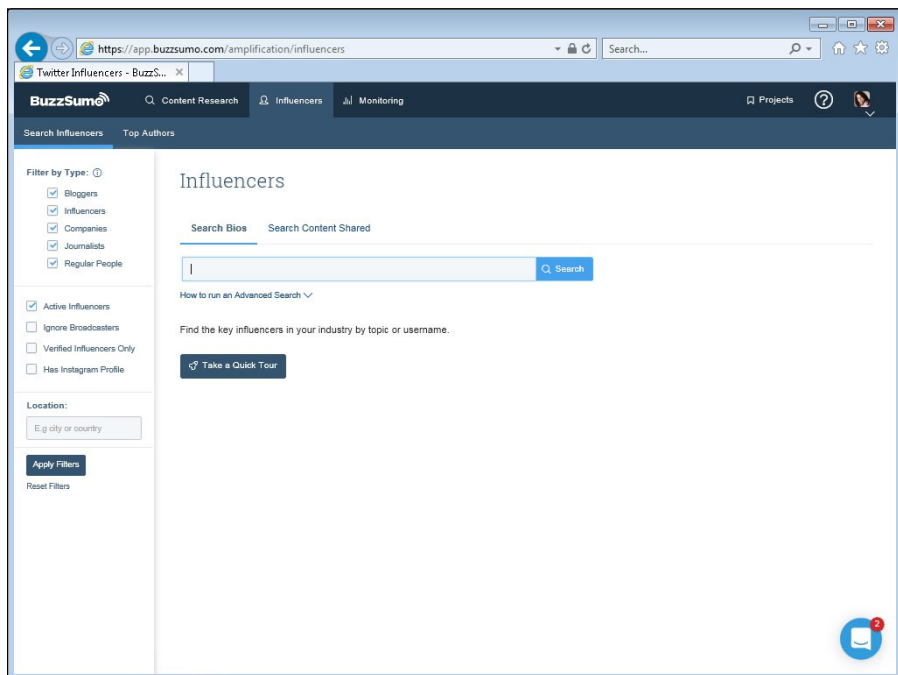 https://app.buzzsumo.com/amplification/influencers
Search...
Twitter Influencers - BuzzS...
BuzzSumo
Content Research
Influencers
Monitoring
Projects
?
Search Influencers
Top Authors
Filter by Type:
Bloggers
Influencers
Companies
Journalists
Regular People
Active Influencers
Ignore Broadcasters
Verified Influencers Only
Has Instagram Profile
Location:
E.g city or country
Apply Filters
Reset Filters
Influencers
Search Bios
Search Content Shared
Search
How to run an Advanced Search
Find the key influencers in your industry by topic or username.
Take a Quick Tour
2